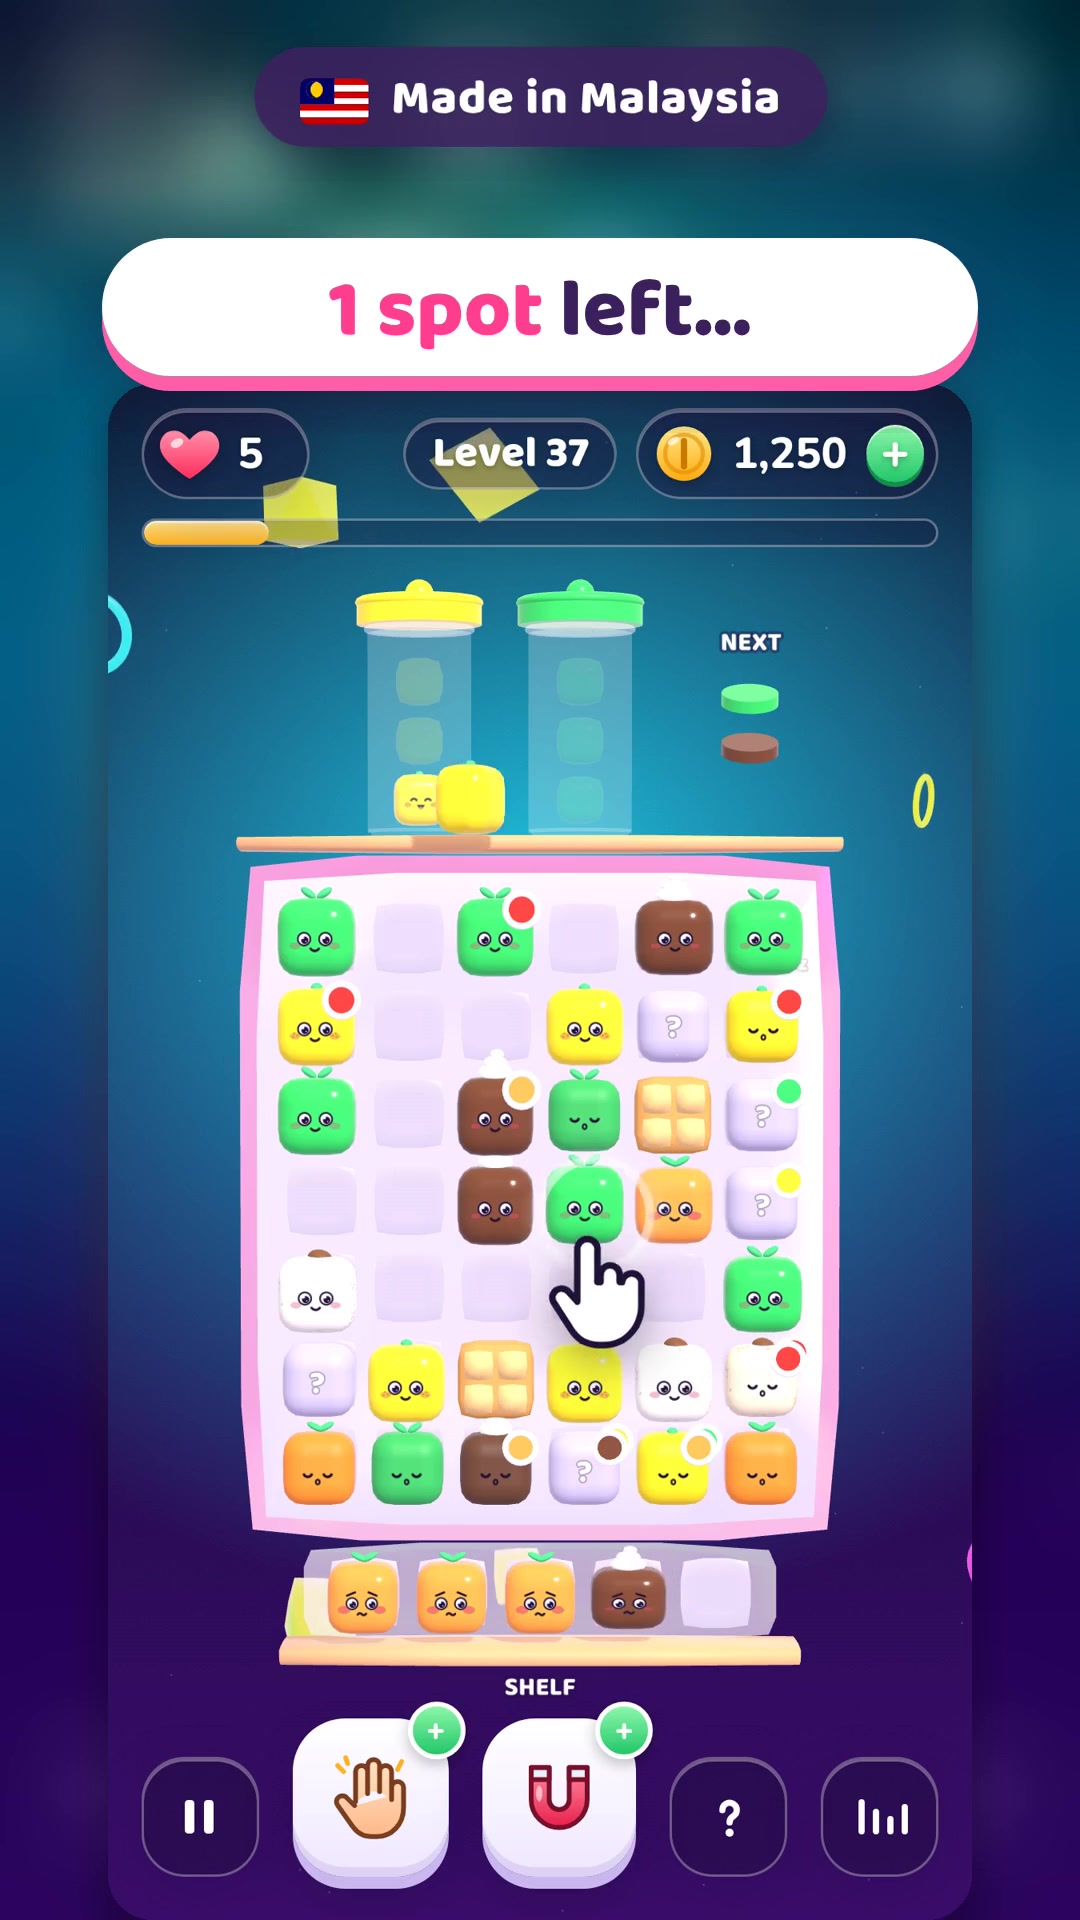 Made in Malaysia
1 spot left...
5
Level 37
1,250
+
NEXT
?
?
?
?
?
SHELF
+
+
?